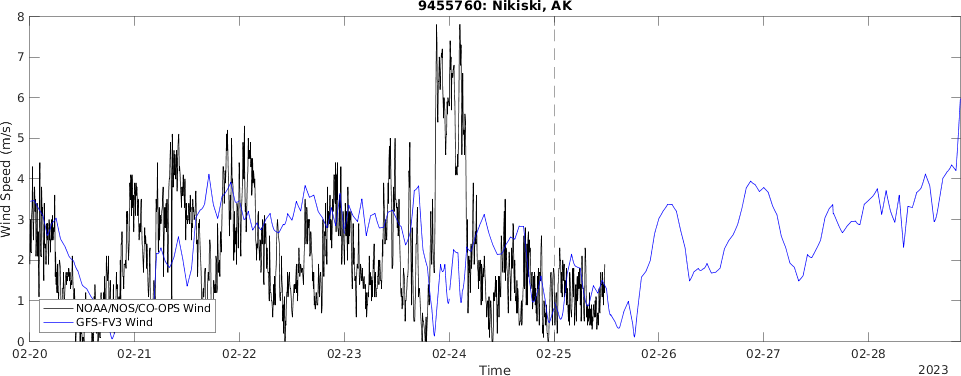 9455760: Nikiski, AK
8
7
6
5
4
3
2
1
0
Wind Speed (m/s)
NOAA/NOS/CO-OPS Wind
GFS-FV3 Wind
02-20 02-21 02-22 02-23 02-24 02-25 02-26 02-27 02-28
Time
2023